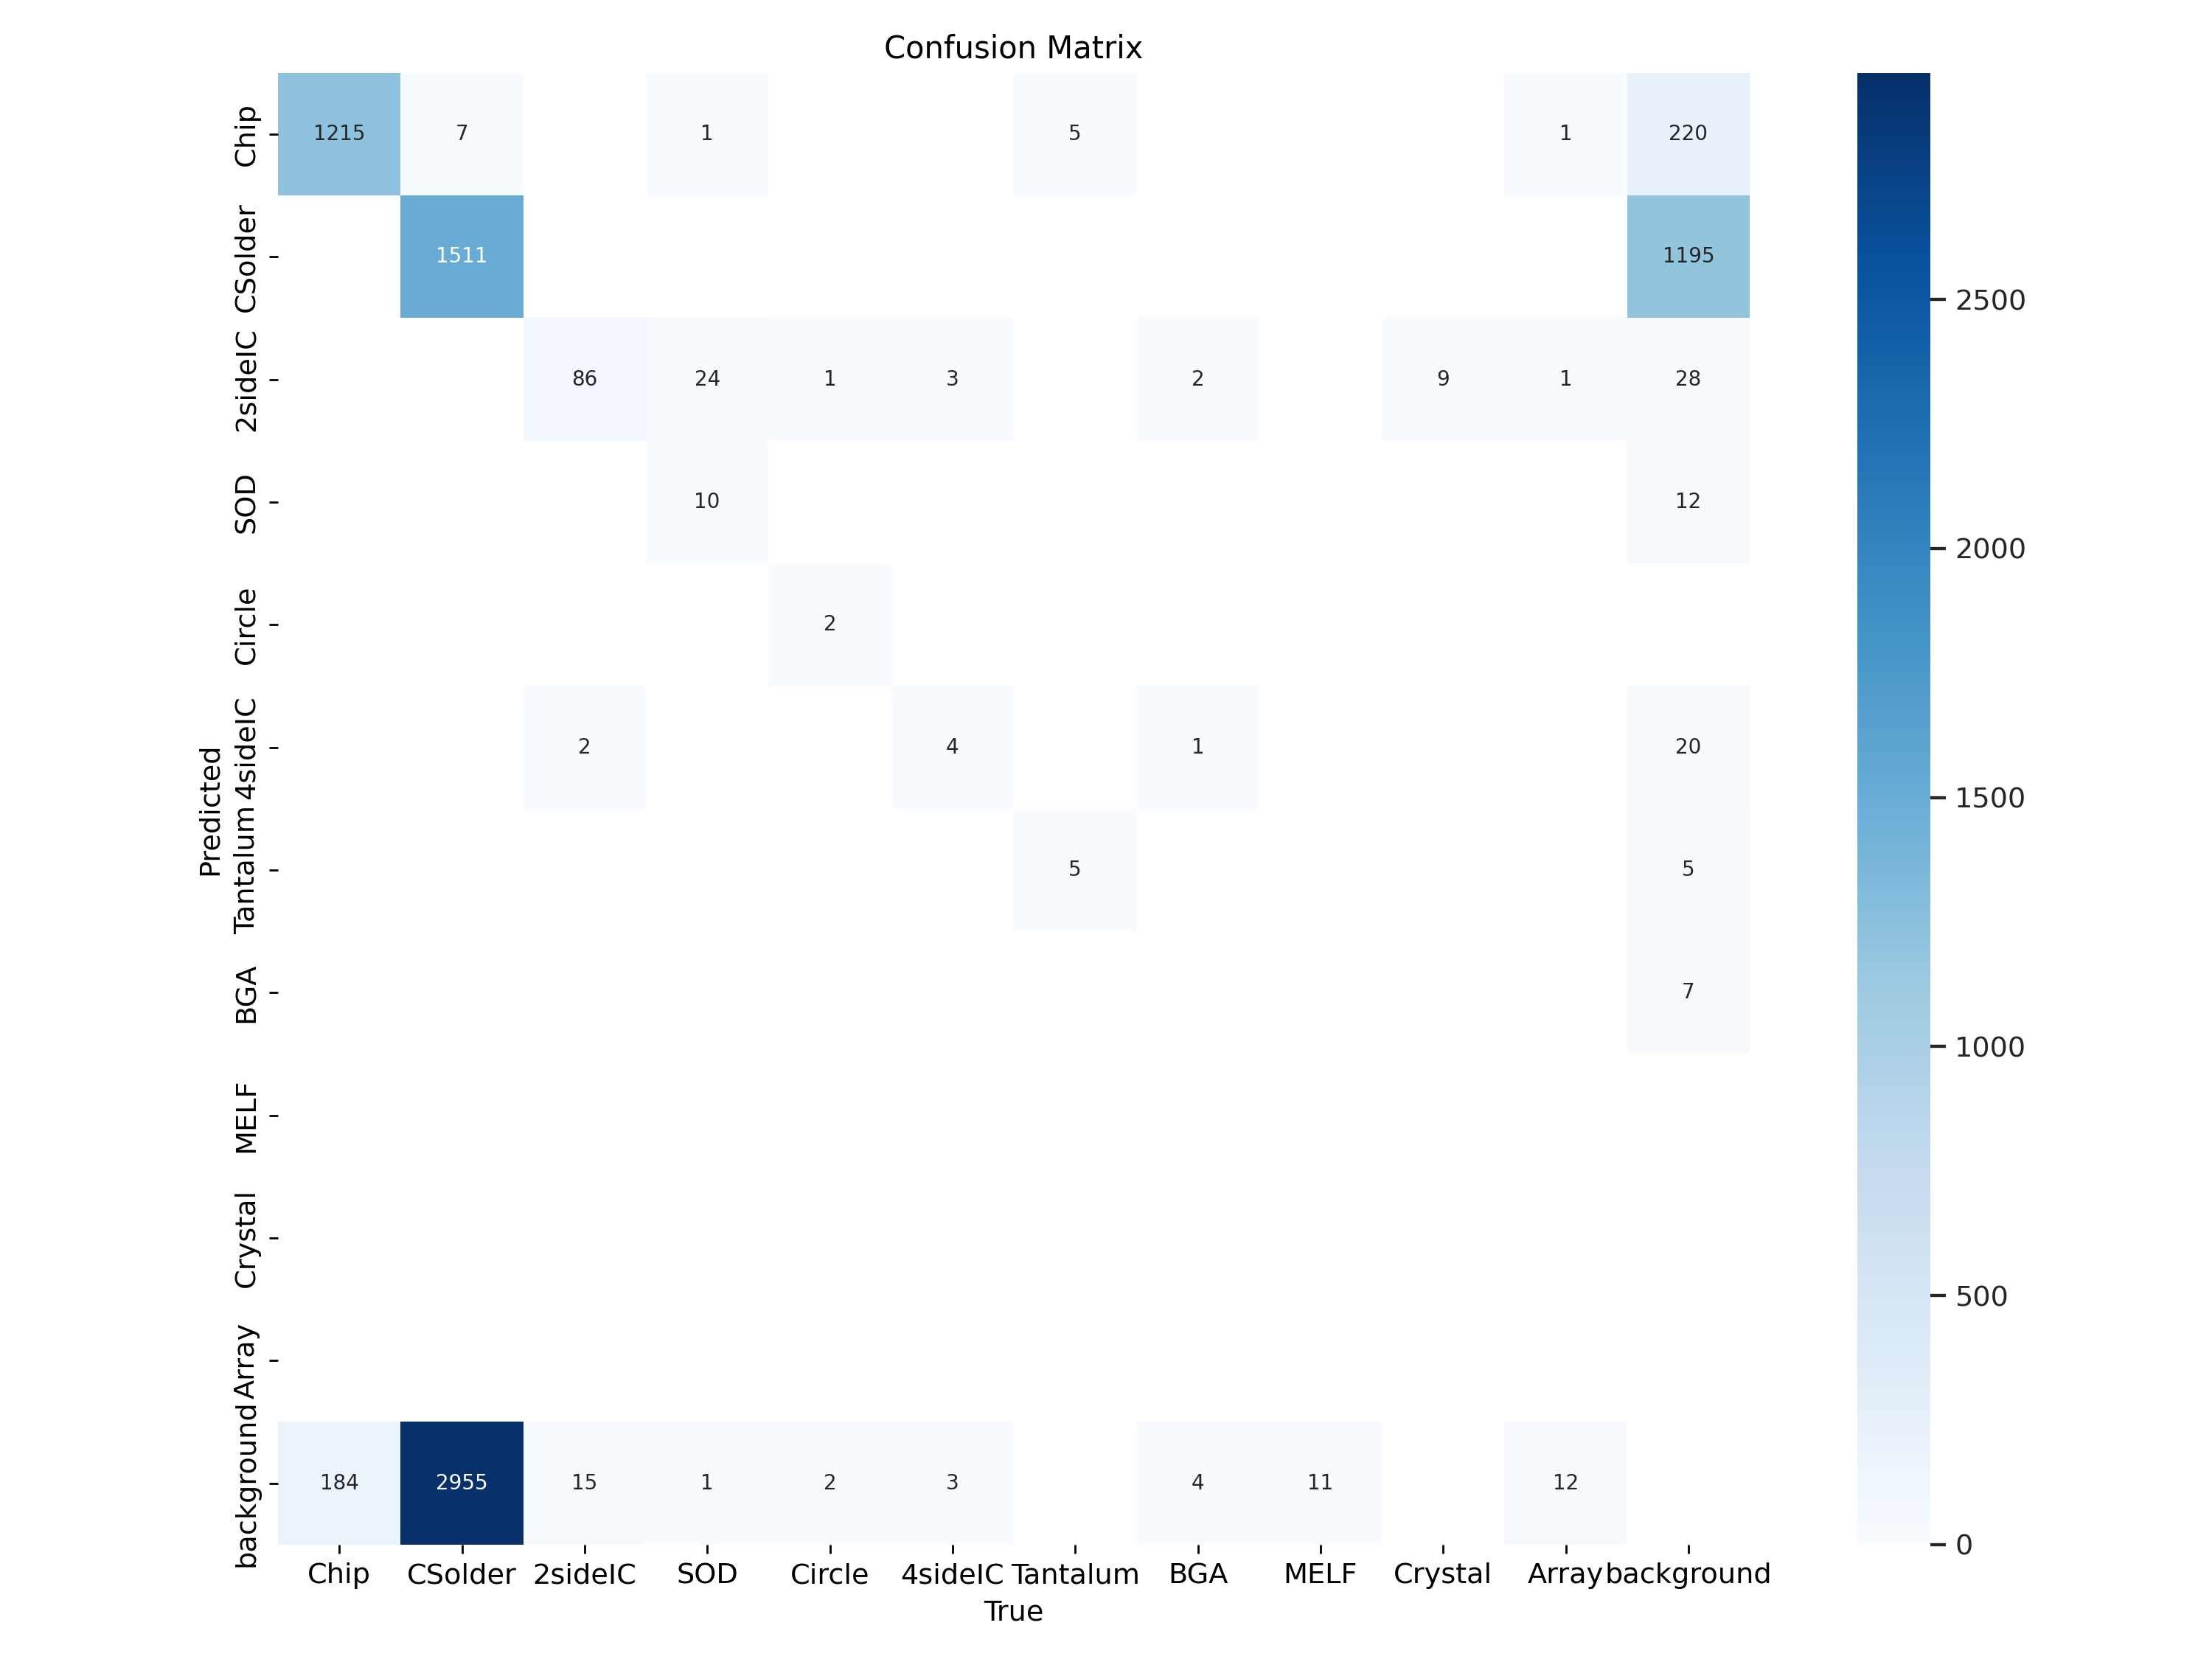 Confusion Matrix
Chip 1215 7 1 5 1 220
CSolder 1511 1195
2sideIC 86 24 1 3 2 9 1 28
SOD 10 12
Circle 2
4sideIC 2 4 1 20
Tantalum 5 5
BGA 7
MELF
Crystal
Array
background 184 2955 15 1 2 3 4 11 12
Predicted
Chip CSolder 2sideIC SOD Circle 4sideIC Tantalum BGA MELF Crystal Array background
True
2500
2000
1500
1000
500
0